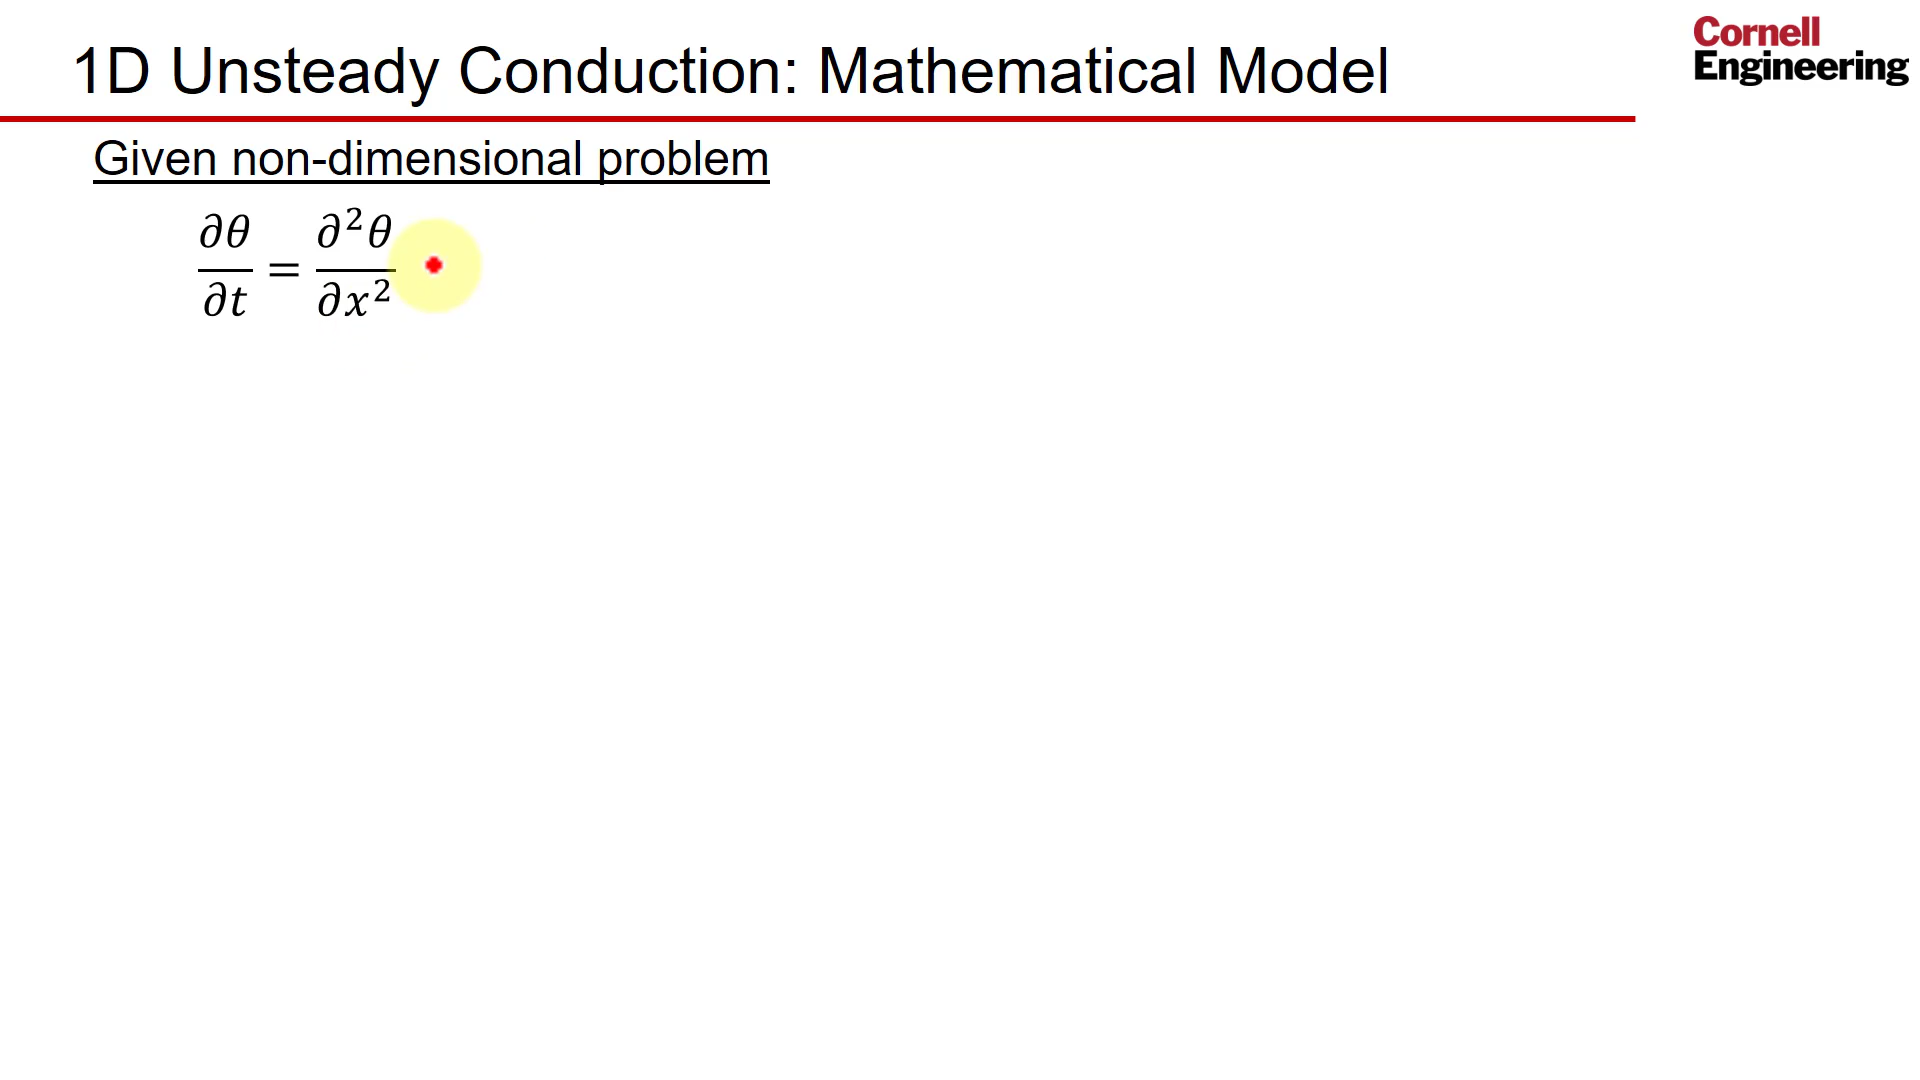 1D Unsteady Conduction: Mathematical Model
Cornell
Engineering
Given non-dimensional problem
∂θ/∂t = ∂²θ/∂x²